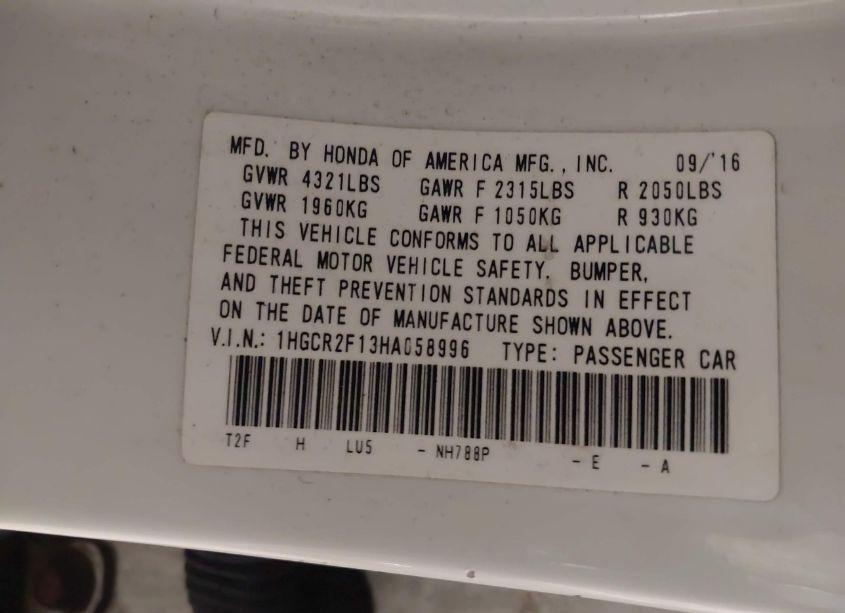 MFD. BY HONDA OF AMERICA MFG., INC. 09/'16
GVWR 4321LBS GAWR F 2315LBS R 2050LBS
GVWR 1960KG GAWR F 1050KG R 930KG
THIS VEHICLE CONFORMS TO ALL APPLICABLE
FEDERAL MOTOR VEHICLE SAFETY, BUMPER,
AND THEFT PREVENTION STANDARDS IN EFFECT
ON THE DATE OF MANUFACTURE SHOWN ABOVE.
V.I.N.: 1HGCR2F13HA058996 TYPE: PASSENGER CAR
T2F H LU5 - NH788P - E - A